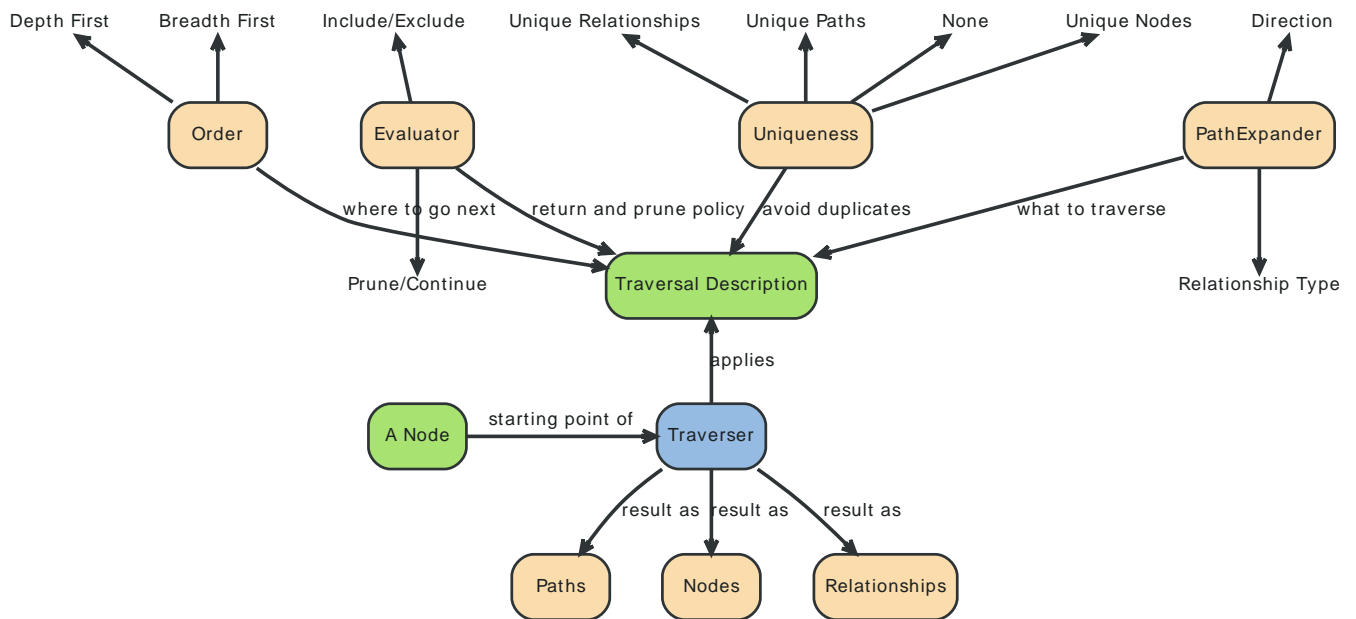 Depth First
Breadth First
Include/Exclude
Unique Relationships
Unique Paths
None
Unique Nodes
Direction
Order
Evaluator
Uniqueness
PathExpander
where to go next
return and prune policy
avoid duplicates
what to traverse
Prune/Continue
Traversal Description
Relationship Type
applies
A Node
starting point of
Traverser
result as
result as
result as
Paths
Nodes
Relationships